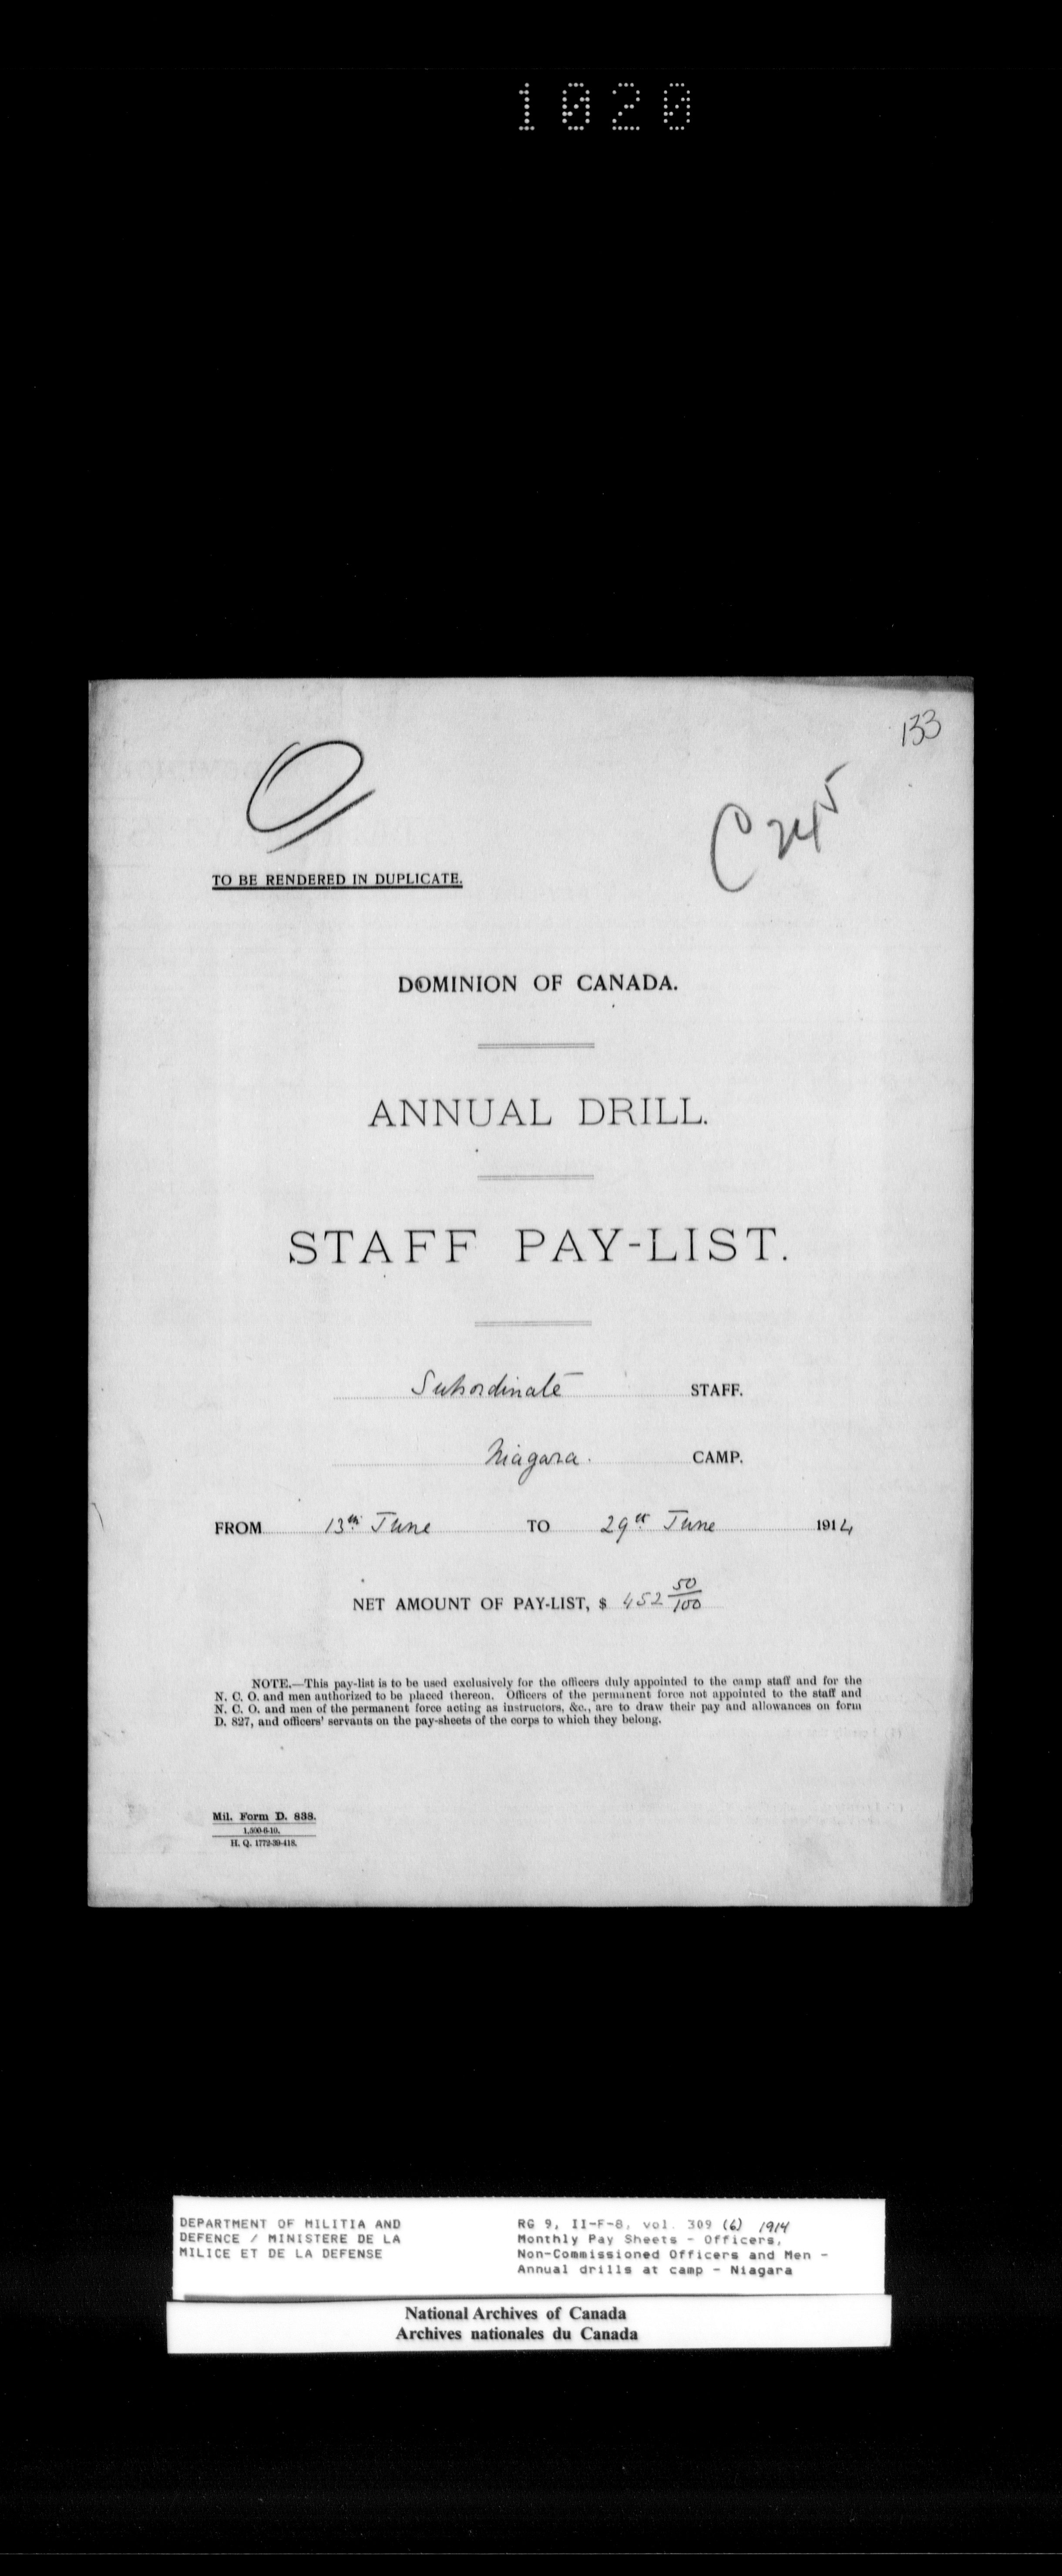 1020
133
C 245
TO BE RENDERED IN DUPLICATE.
DOMINION OF CANADA.
ANNUAL DRILL.
STAFF PAY-LIST.
Subordinate STAFF.
Niagara. CAMP.
FROM 13th June TO 29th June 1914
NET AMOUNT OF PAY-LIST, $ 452 50/100
NOTE.—This pay-list is to be used exclusively for the officers duly appointed to the camp staff and for the
N. C. O. and men authorized to be placed thereon. Officers of the permanent force not appointed to the staff and
N. C. O. and men of the permanent force acting as instructors, &c., are to draw their pay and allowances on form
D. 827, and officers' servants on the pay-sheets of the corps to which they belong.
Mil. Form D. 838.
1,500-6-10.
H. Q. 1772-39-418.
DEPARTMENT OF MILITIA AND
DEFENCE / MINISTERE DE LA
MILICE ET DE LA DEFENSE
RG 9, II-F-8, vol. 309 (6) 1914
Monthly Pay Sheets - Officers,
Non-Commissioned Officers and Men -
Annual drills at camp - Niagara
National Archives of Canada
Archives nationales du Canada